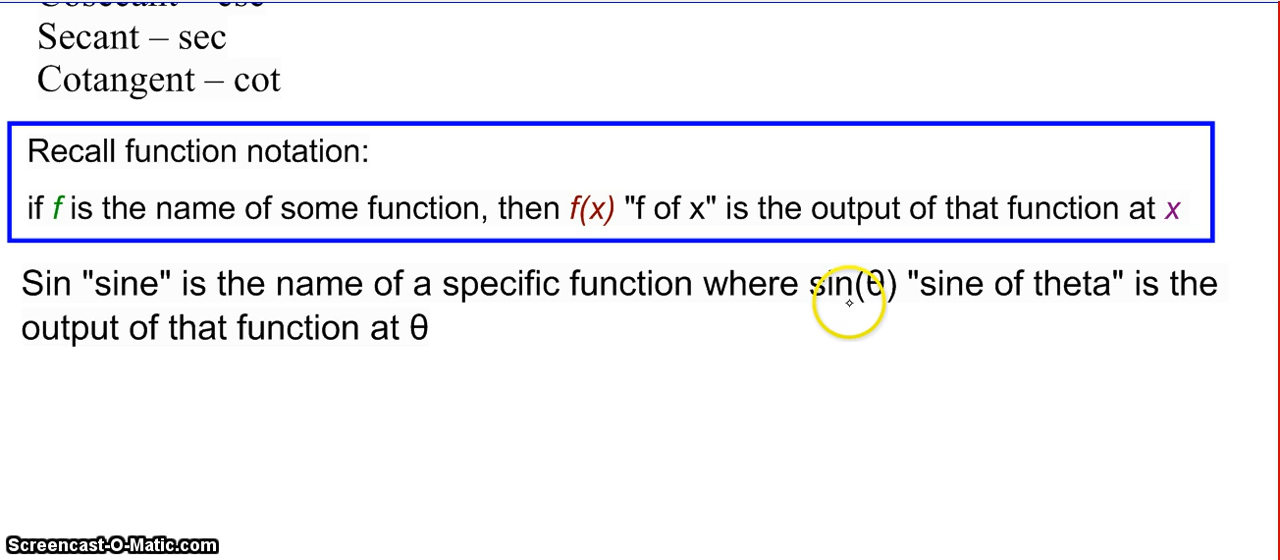 Cosecant – csc
Secant – sec
Cotangent – cot
Recall function notation:
if f is the name of some function, then f(x) "f of x" is the output of that function at x
Sin "sine" is the name of a specific function where sin(θ) "sine of theta" is the
output of that function at θ
Screencast-O-Matic.com